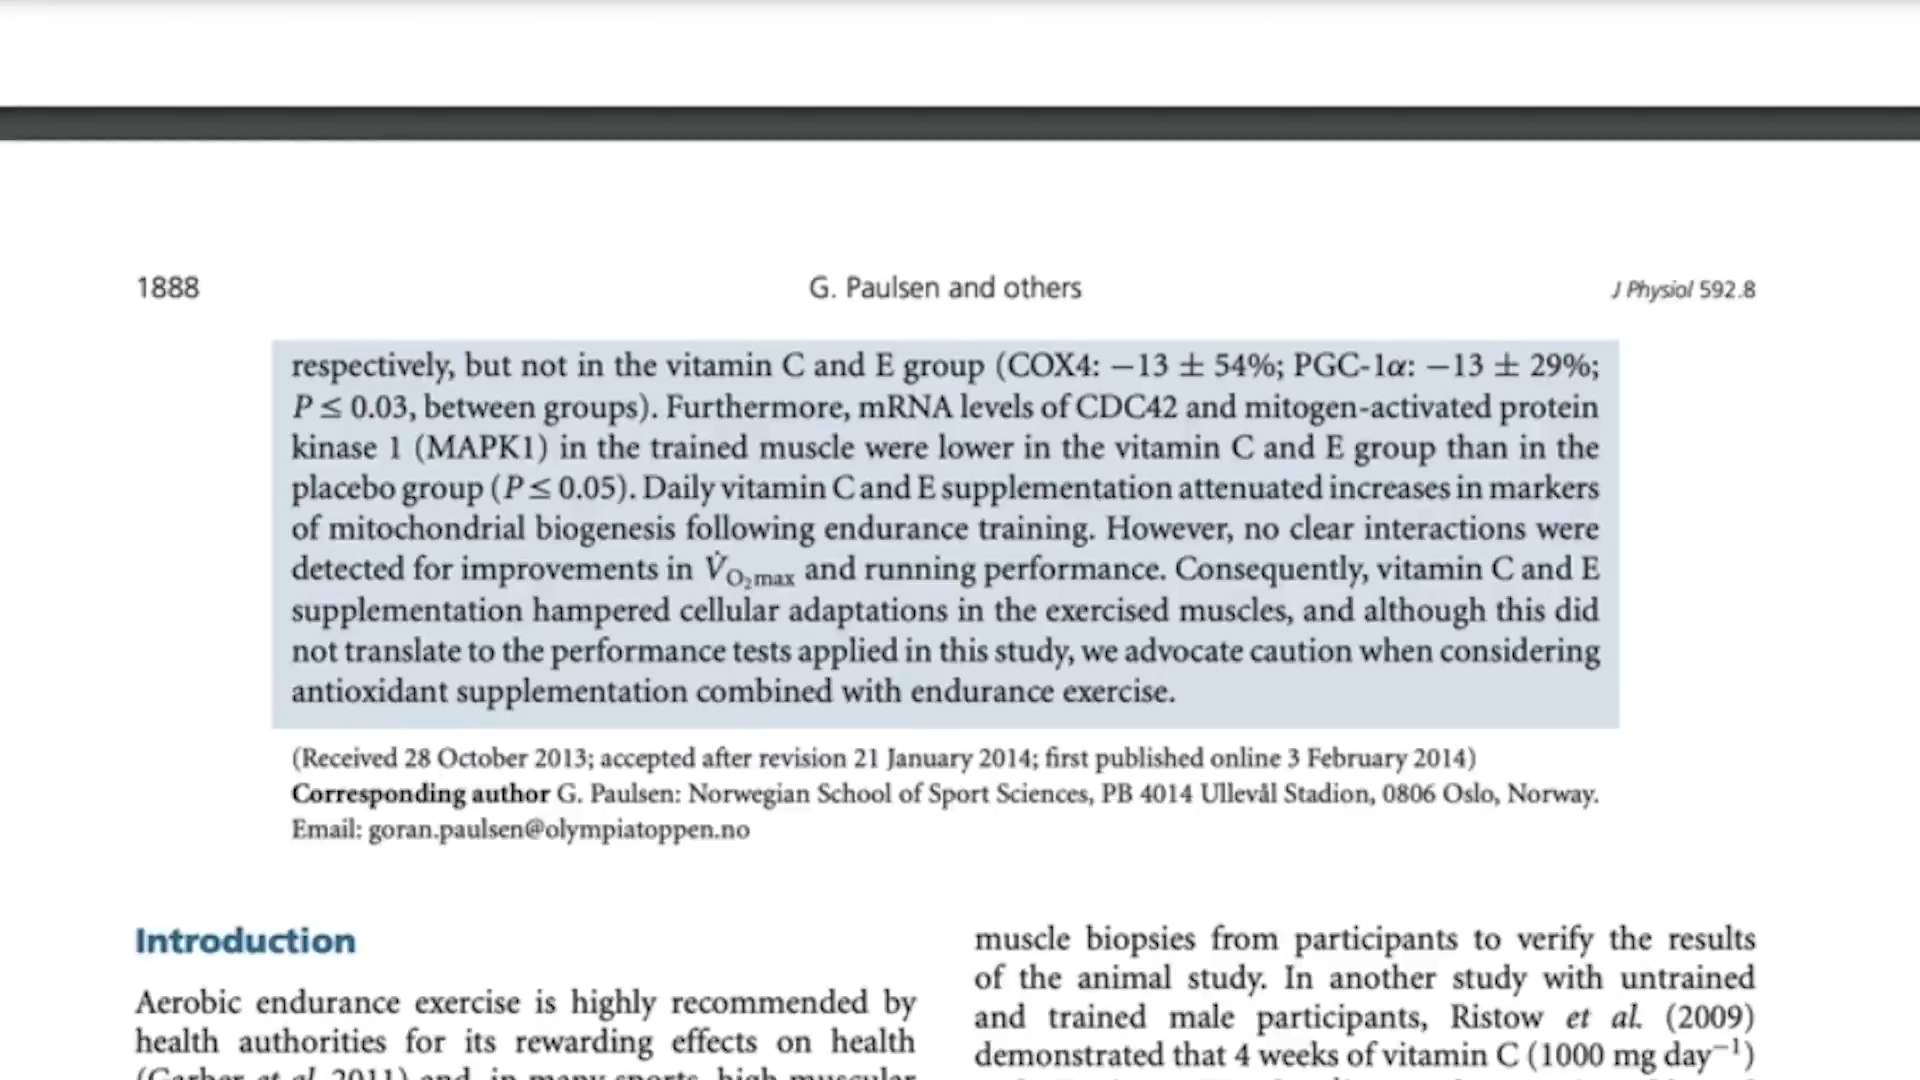 1888 G. Paulsen and others J Physiol 592.8
respectively, but not in the vitamin C and E group (COX4: −13 ± 54%; PGC-1α: −13 ± 29%;
P ≤ 0.03, between groups). Furthermore, mRNA levels of CDC42 and mitogen-activated protein
kinase 1 (MAPK1) in the trained muscle were lower in the vitamin C and E group than in the
placebo group (P ≤ 0.05). Daily vitamin C and E supplementation attenuated increases in markers
of mitochondrial biogenesis following endurance training. However, no clear interactions were
detected for improvements in V̇O2max and running performance. Consequently, vitamin C and E
supplementation hampered cellular adaptations in the exercised muscles, and although this did
not translate to the performance tests applied in this study, we advocate caution when considering
antioxidant supplementation combined with endurance exercise.
(Received 28 October 2013; accepted after revision 21 January 2014; first published online 3 February 2014)
Corresponding author G. Paulsen: Norwegian School of Sport Sciences, PB 4014 Ullevål Stadion, 0806 Oslo, Norway.
Email: goran.paulsen@olympiatoppen.no
Introduction
Aerobic endurance exercise is highly recommended by
health authorities for its rewarding effects on health
(Garber et al. 2011) and, in many sports, high muscular
muscle biopsies from participants to verify the results
of the animal study. In another study with untrained
and trained male participants, Ristow et al. (2009)
demonstrated that 4 weeks of vitamin C (1000 mg day−1)